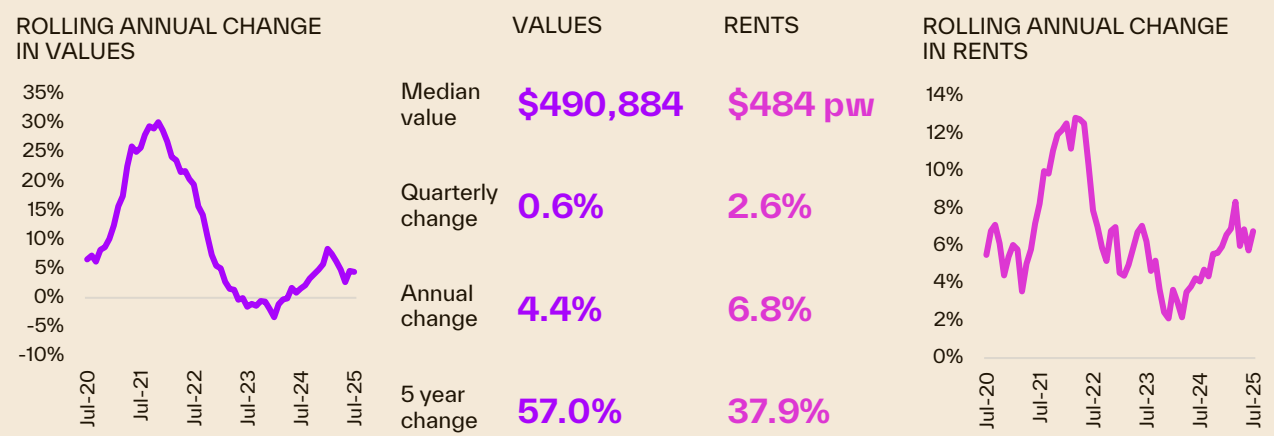 ROLLING ANNUAL CHANGE
IN VALUES
35%
30%
25%
20%
15%
10%
5%
0%
-5%
-10%
Jul-20
Jul-21
Jul-22
Jul-23
Jul-24
Jul-25
VALUES
RENTS
Median
value
$490,884
$484 pw
Quarterly
change
0.6%
2.6%
Annual
change
4.4%
6.8%
5 year
change
57.0%
37.9%
ROLLING ANNUAL CHANGE
IN RENTS
14%
12%
10%
8%
6%
4%
2%
0%
Jul-20
Jul-21
Jul-22
Jul-23
Jul-24
Jul-25